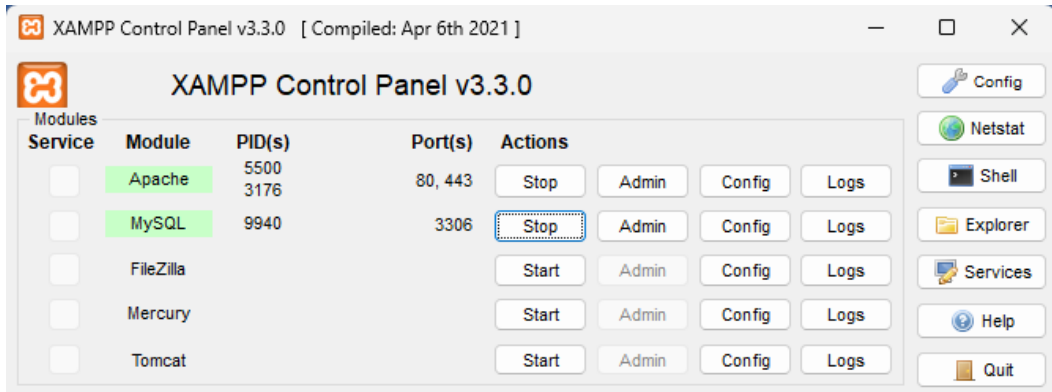 XAMPP Control Panel v3.3.0 [ Compiled: Apr 6th 2021 ]
XAMPP Control Panel v3.3.0
Config
Modules
Netstat
Service Module PID(s) Port(s) Actions
Apache 5500 3176 80, 443 Stop Admin Config Logs
Shell
MySQL 9940 3306 Stop Admin Config Logs
Explorer
FileZilla Start Admin Config Logs
Services
Mercury Start Admin Config Logs
Help
Tomcat Start Admin Config Logs
Quit